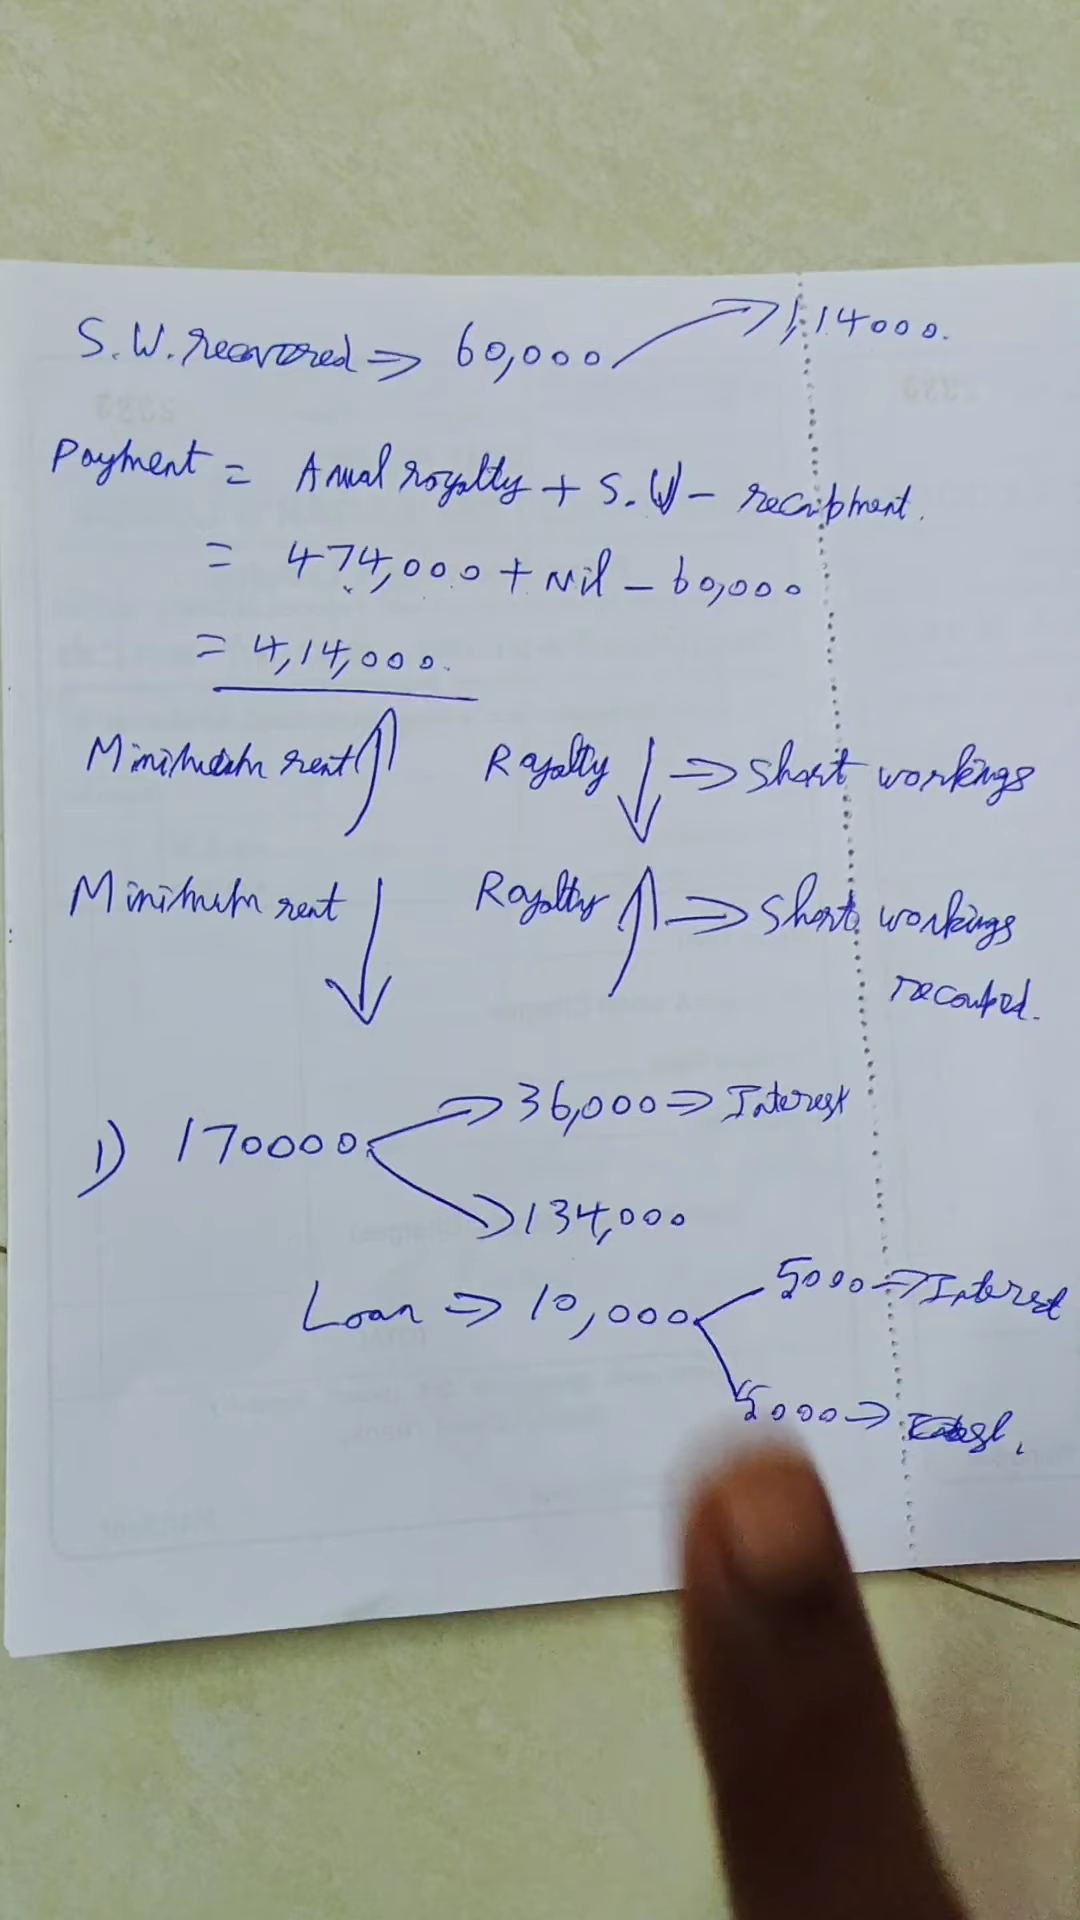 S.W. recovered ⇒ 60,000 → 1,14000.
Payment = Annual royalty + S.W - recoupment.
= 474,000 + Nil - 60,000
= 4,14,000.
Minimum rent ↑ Royalty ↓ ⇒ Short workings
Minimum rent ↓ Royalty ↑ ⇒ Short workings
recouped.
1) 170000 → 36,000 ⇒ Interest
→ 134,000
Loan ⇒ 10,000 5000 ⇒ Interest
5000 ⇒